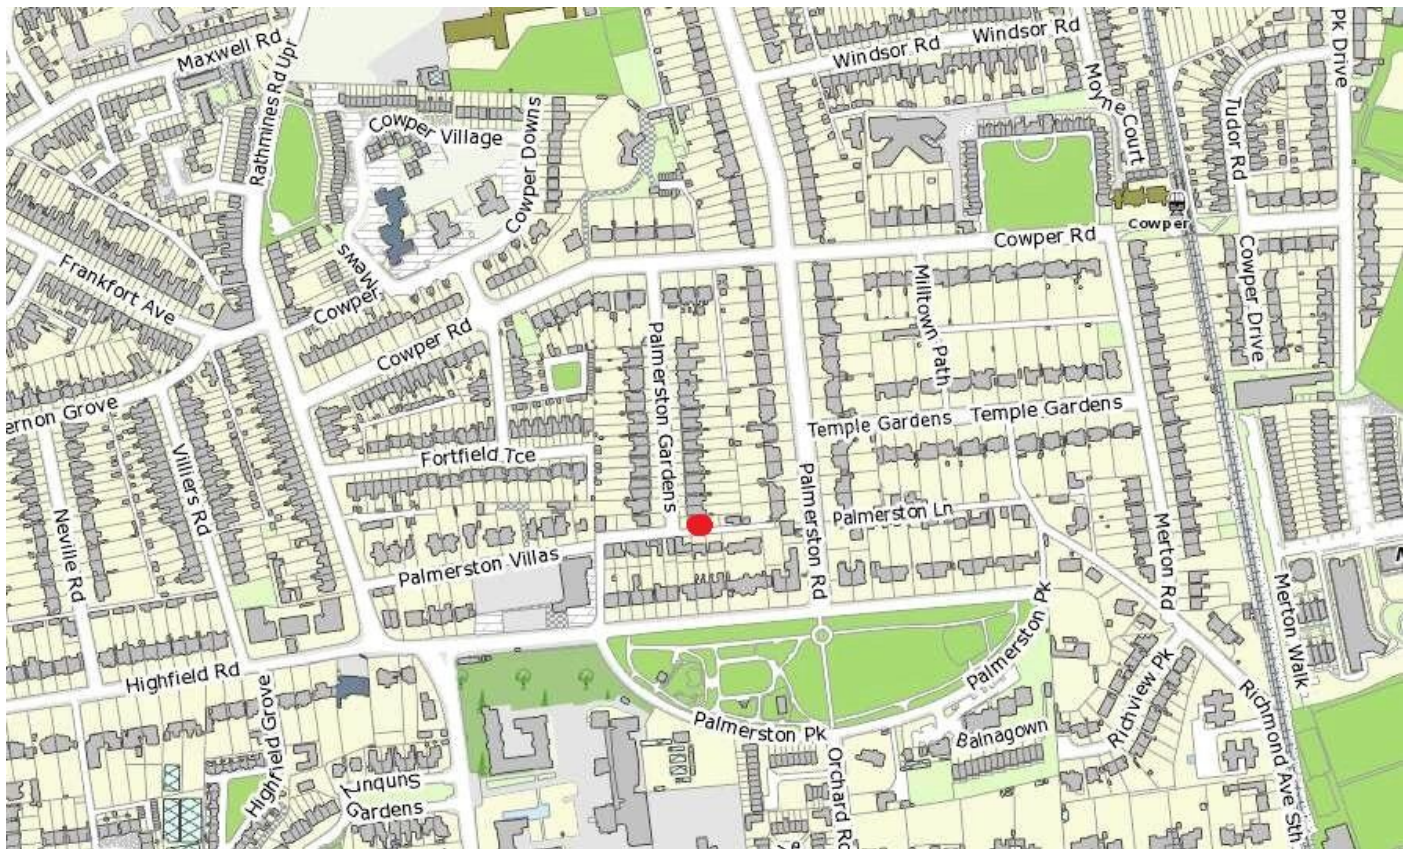 Maxwell Rd
Rathmines Rd Upr
Windsor Rd
Windsor Rd
Pk Drive
Moyne Court
Tudor Rd
Cowper Village
Cowper Downs
Cowper
Cowper Rd
Frankfort Ave
Cowper Mews
Cowper Rd
Milltown Path
Cowper Drive
Palmerston Gardens
ernon Grove
Temple Gardens
Temple Gardens
Fortfield Tce
Villiers Rd
Neville Rd
Palmerston Rd
Palmerston Ln
Merton Rd
Palmerston Villas
Merton Walk
M
Palmerston Pk
Highfield Rd
Highfield Grove
Palmerston Pk
Balnagown
Richview Pk
Richmond Ave Sth
Orchard Rd
Sunbury
Gardens